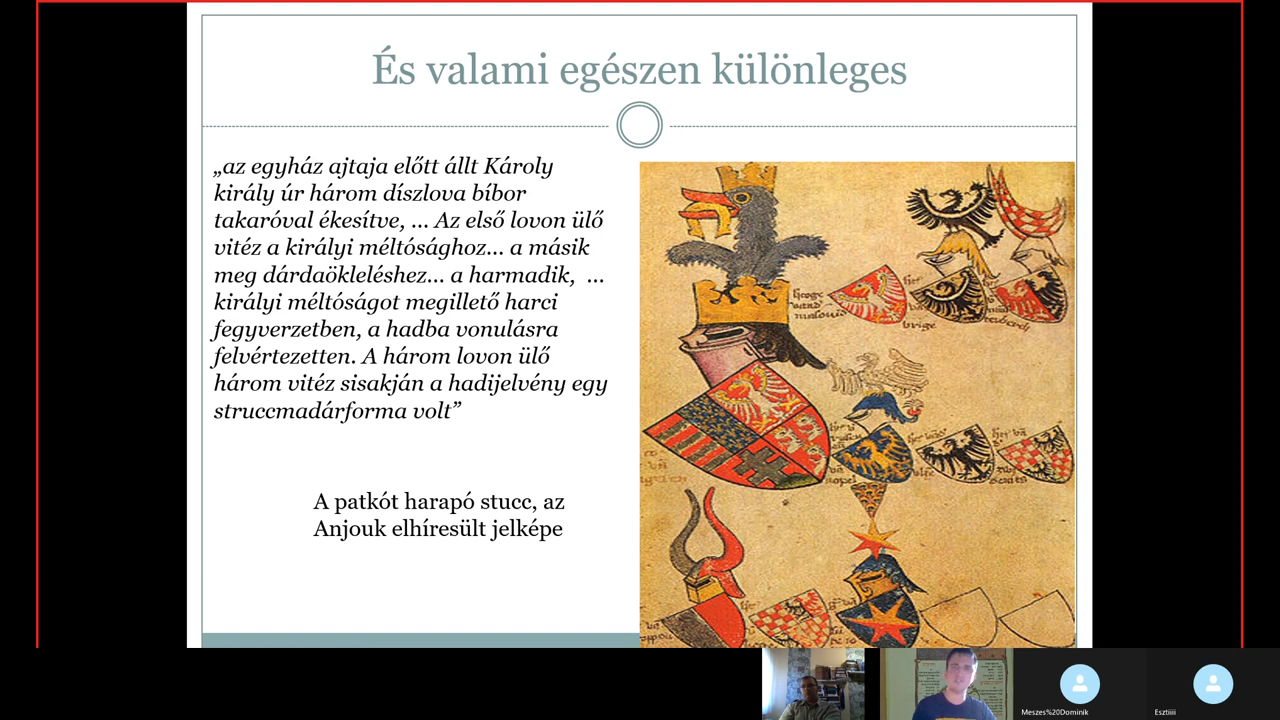 És valami egészen különleges
„az egyház ajtaja előtt állt Károly
király úr három díszlova bíbor
takaróval ékesítve, ... Az első lovon ülő
vitéz a királyi méltósághoz... a másik
meg dárdaökleléshez... a harmadik, ...
királyi méltóságot megillető harci
fegyverzetben, a hadba vonulásra
felvértezetten. A három lovon ülő
három vitéz sisakján a hadijelvény egy
struccmadárforma volt”
A patkót harapó stucc, az
Anjouk elhíresült jelképe
Meszes%20Dominik
Esztiiii